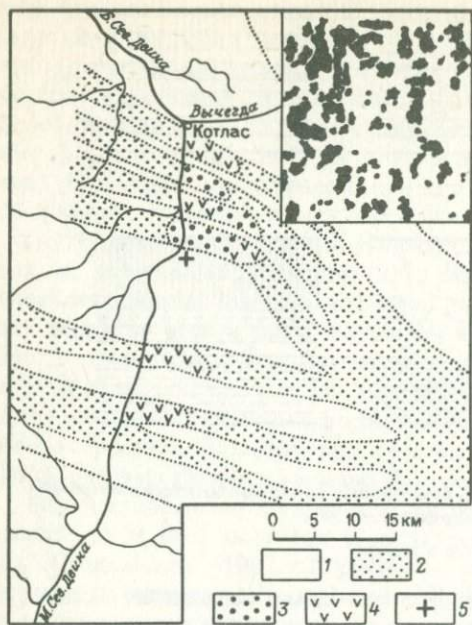 Б. Сев. Двина
Вычегда
Котлас
0 5 10 15 км
1 2
3 4 5
М. Сев. Двина